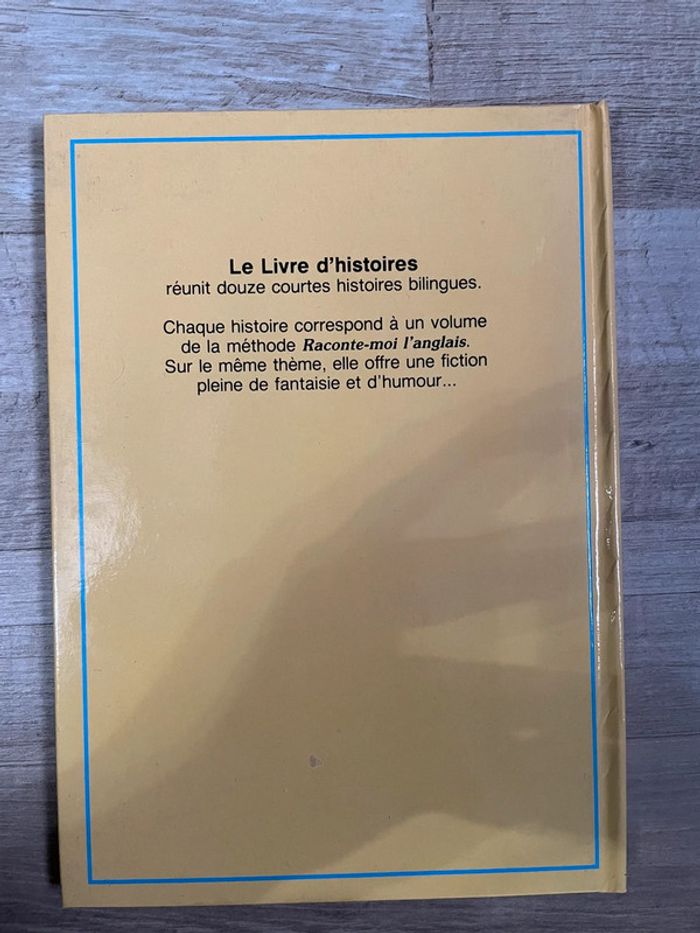 Le Livre d'histoires
réunit douze courtes histoires bilingues.
Chaque histoire correspond à un volume
de la méthode Raconte-moi l'anglais.
Sur le même thème, elle offre une fiction
pleine de fantaisie et d'humour...